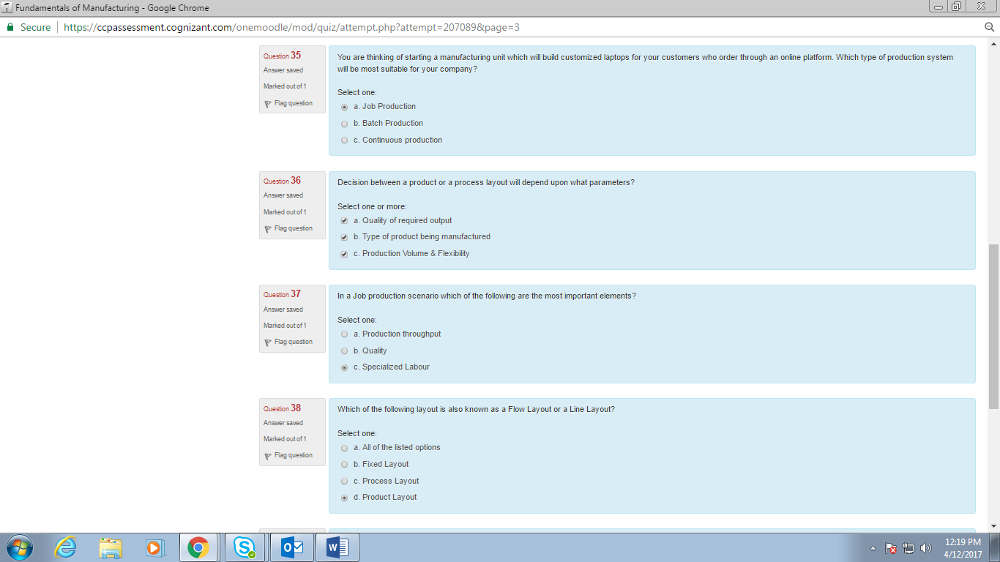 Fundamentals of Manufacturing - Google Chrome
Secure https://ccpassessment.cognizant.com/onemoodle/mod/quiz/attempt.php?attempt=207089&page=3
Question 35
Answer saved
Marked out of 1
Flag question
You are thinking of starting a manufacturing unit which will build customized laptops for your customers who order through an online platform. Which type of production system
will be most suitable for your company?
Select one:
a. Job Production
b. Batch Production
c. Continuous production
Question 36
Answer saved
Marked out of 1
Flag question
Decision between a product or a process layout will depend upon what parameters?
Select one or more:
a. Quality of required output
b. Type of product being manufactured
c. Production Volume & Flexibility
Question 37
Answer saved
Marked out of 1
Flag question
In a Job production scenario which of the following are the most important elements?
Select one:
a. Production throughput
b. Quality
c. Specialized Labour
Question 38
Answer saved
Marked out of 1
Flag question
Which of the following layout is also known as a Flow Layout or a Line Layout?
Select one:
a. All of the listed options
b. Fixed Layout
c. Process Layout
d. Product Layout
12:19 PM
4/12/2017